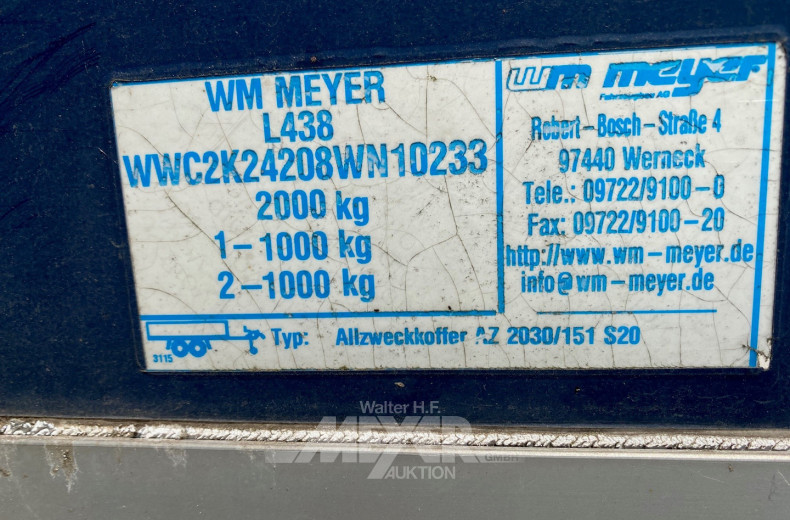 WM MEYER
L438
WWC2K24208WN10233
2000 kg
1-1000 kg
2-1000 kg
wm meyer
Fahrzeugbau AG
Robert-Bosch-Straße 4
97440 Werneck
Tele.: 09722/9100-0
Fax: 09722/9100-20
http://www.wm-meyer.de
info@wm-meyer.de
3115
Typ: Allzweckkoffer AZ 2030/151 S20
Walter H.F.
MIXAR
GMBH
AUKTION